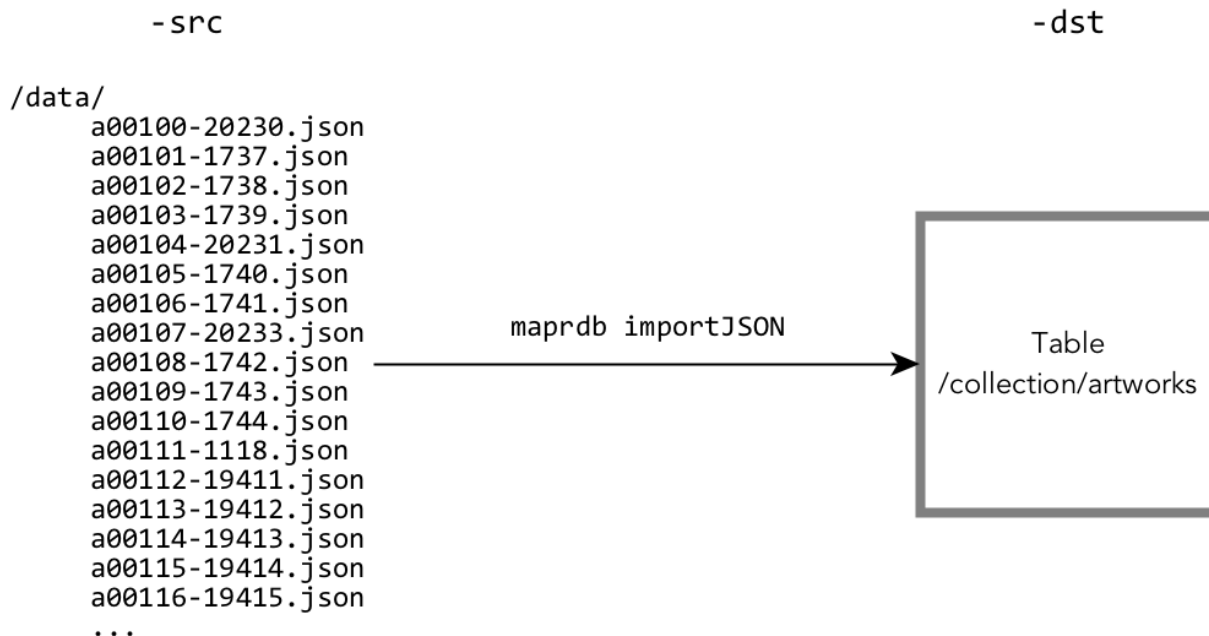 -src
-dst
/data/
a00100-20230.json
a00101-1737.json
a00102-1738.json
a00103-1739.json
a00104-20231.json
a00105-1740.json
a00106-1741.json
a00107-20233.json
a00108-1742.json
a00109-1743.json
a00110-1744.json
a00111-1118.json
a00112-19411.json
a00113-19412.json
a00114-19413.json
a00115-19414.json
a00116-19415.json
...
maprdb importJSON
Table
/collection/artworks